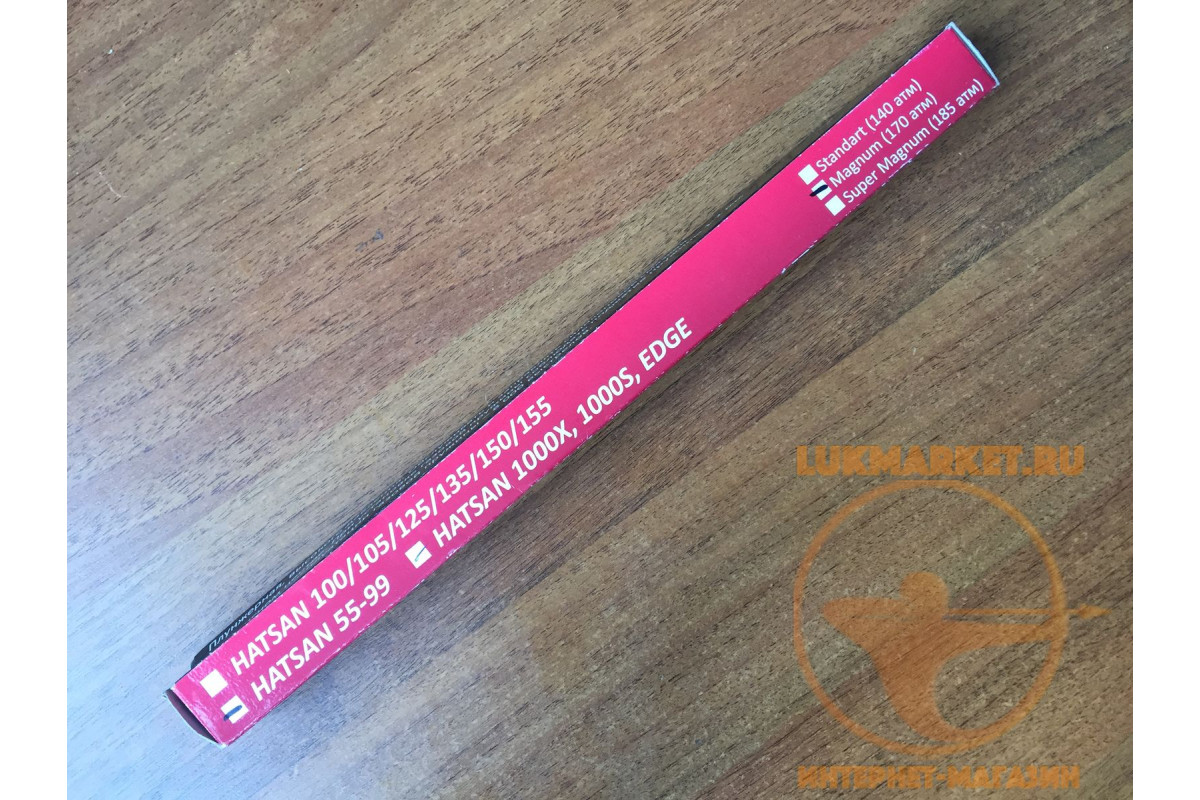 Standart (140 атм)
Magnum (170 атм)
Super Magnum (185 атм)
HATSAN 100/105/125/135/150/155
HATSAN 55-99
HATSAN 1000X, 1000S, EDGE
Плунжерная,
LUKMARKET.RU
ИНТЕРНЕТ-МАГАЗИН